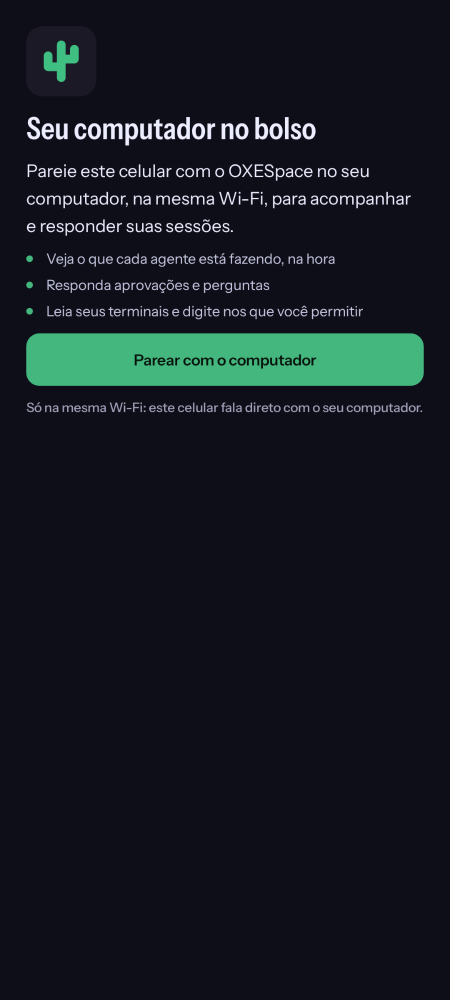 Seu computador no bolso
Pareie este celular com o OXESpace no seu
computador, na mesma Wi-Fi, para acompanhar
e responder suas sessões.
Veja o que cada agente está fazendo, na hora
Responda aprovações e perguntas
Leia seus terminais e digite nos que você permitir
Parear com o computador
Só na mesma Wi-Fi: este celular fala direto com o seu computador.